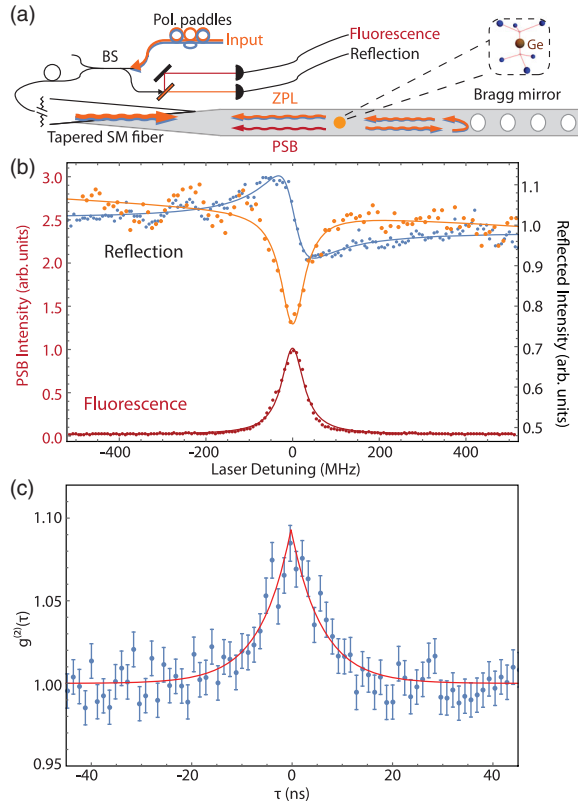 (a)
Pol. paddles
Input
BS
Fluorescence
Reflection
Ge
Bragg mirror
ZPL
Tapered SM fiber
PSB
(b)
3.0
2.5
2.0
1.5
1.0
0.5
0.0
PSB Intensity (arb. units)
Reflection
Fluorescence
1.1
1.0
0.9
0.8
0.7
0.6
0.5
Reflected Intensity (arb. units)
-400 -200 0 200 400
Laser Detuning (MHz)
(c)
1.10
1.05
1.00
0.95
g(2)(τ)
-40 -20 0 20 40
τ (ns)